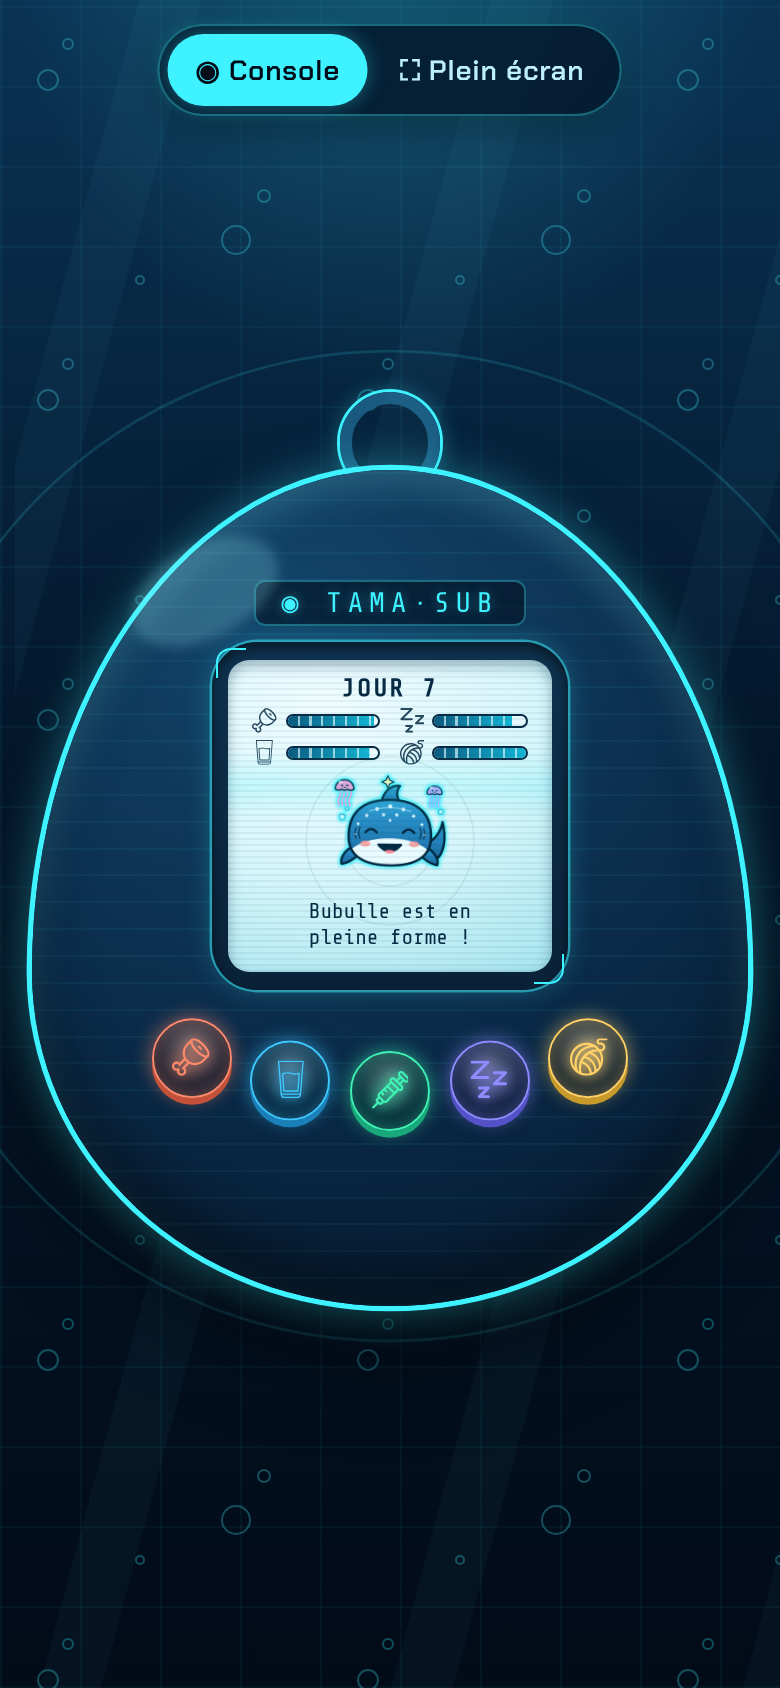 Console
Plein écran
TAMA·SUB
JOUR 7
Bubulle est en
pleine forme !